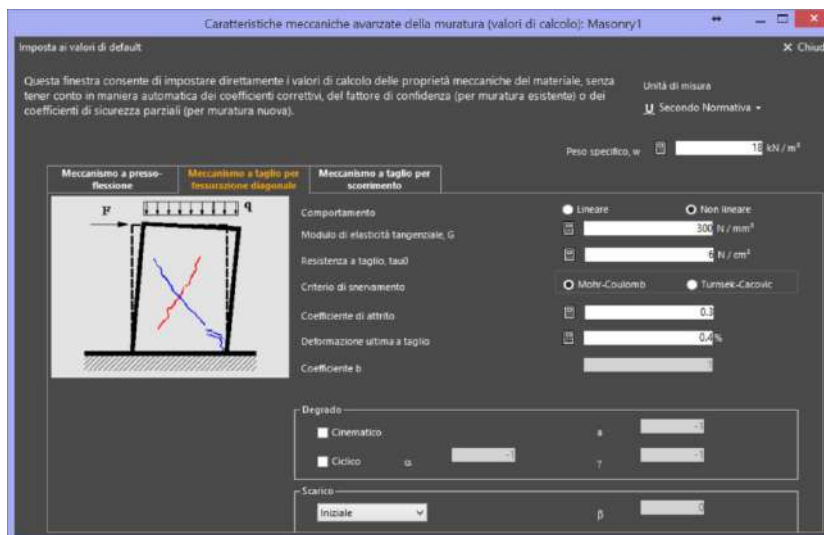 Caratteristiche meccaniche avanzate della muratura (valori di calcolo): Masonry1
Imposta ai valori di default
Chiudi
Questa finestra consente di impostare direttamente i valori di calcolo delle proprietà meccaniche del materiale, senza
tener conto in maniera automatica dei coefficienti correttivi, del fattore di confidenza (per muratura esistente) o dei
coefficienti di sicurezza parziali (per muratura nuova).
Unità di misura
U Secondo Normativa
Peso specifico, w 18 kN / m³
Meccanismo a presso-
flessione
Meccanismo a taglio per
fessurazione diagonale
Meccanismo a taglio per
scorrimento
F q
Comportamento Lineare Non lineare
Modulo di elasticità tangenziale, G 300 N / mm²
Resistenza a taglio, tau0 6 N / cm²
Criterio di snervamento Mohr-Coulomb Turnsek-Cacovic
Coefficiente di attrito 0.3
Deformazione ultima a taglio 0.4 %
Coefficiente b
Degrado
Cinematico a -1
Ciclico α -1 γ -1
Scarico
Iniziale β 0